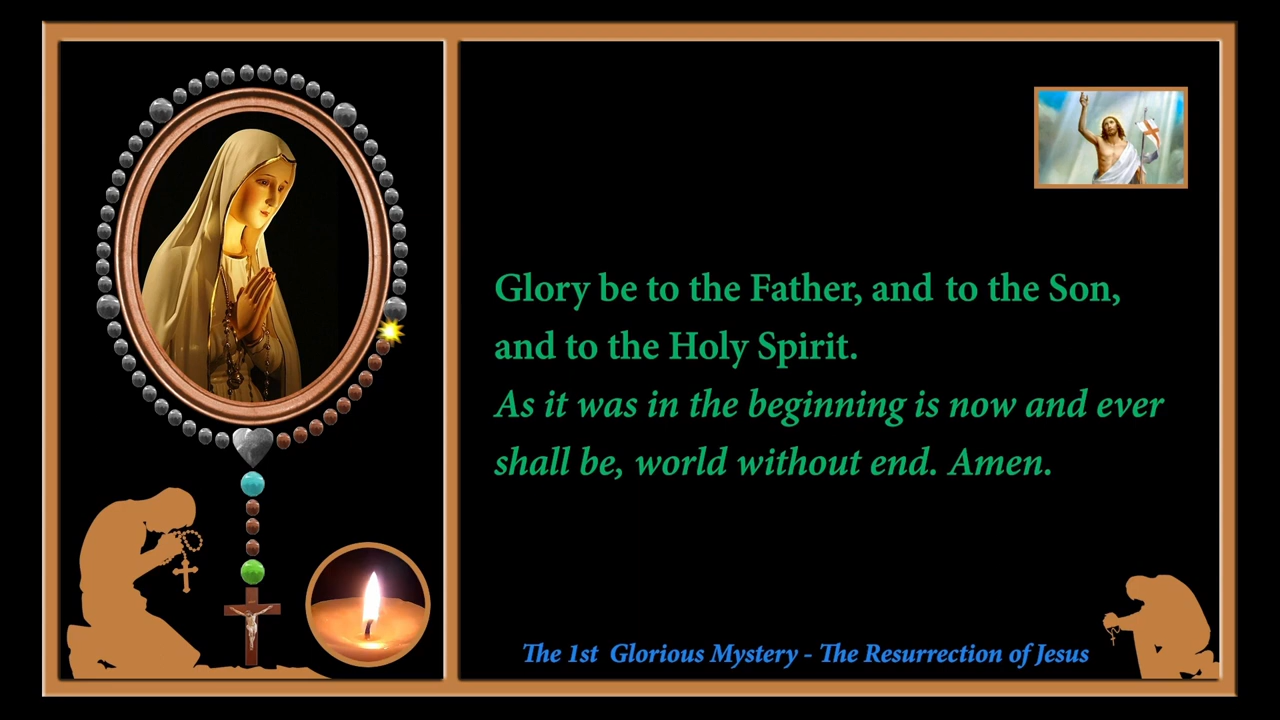 Glory be to the Father, and to the Son,
and to the Holy Spirit.
As it was in the beginning is now and ever
shall be, world without end. Amen.
The 1st Glorious Mystery - The Resurrection of Jesus